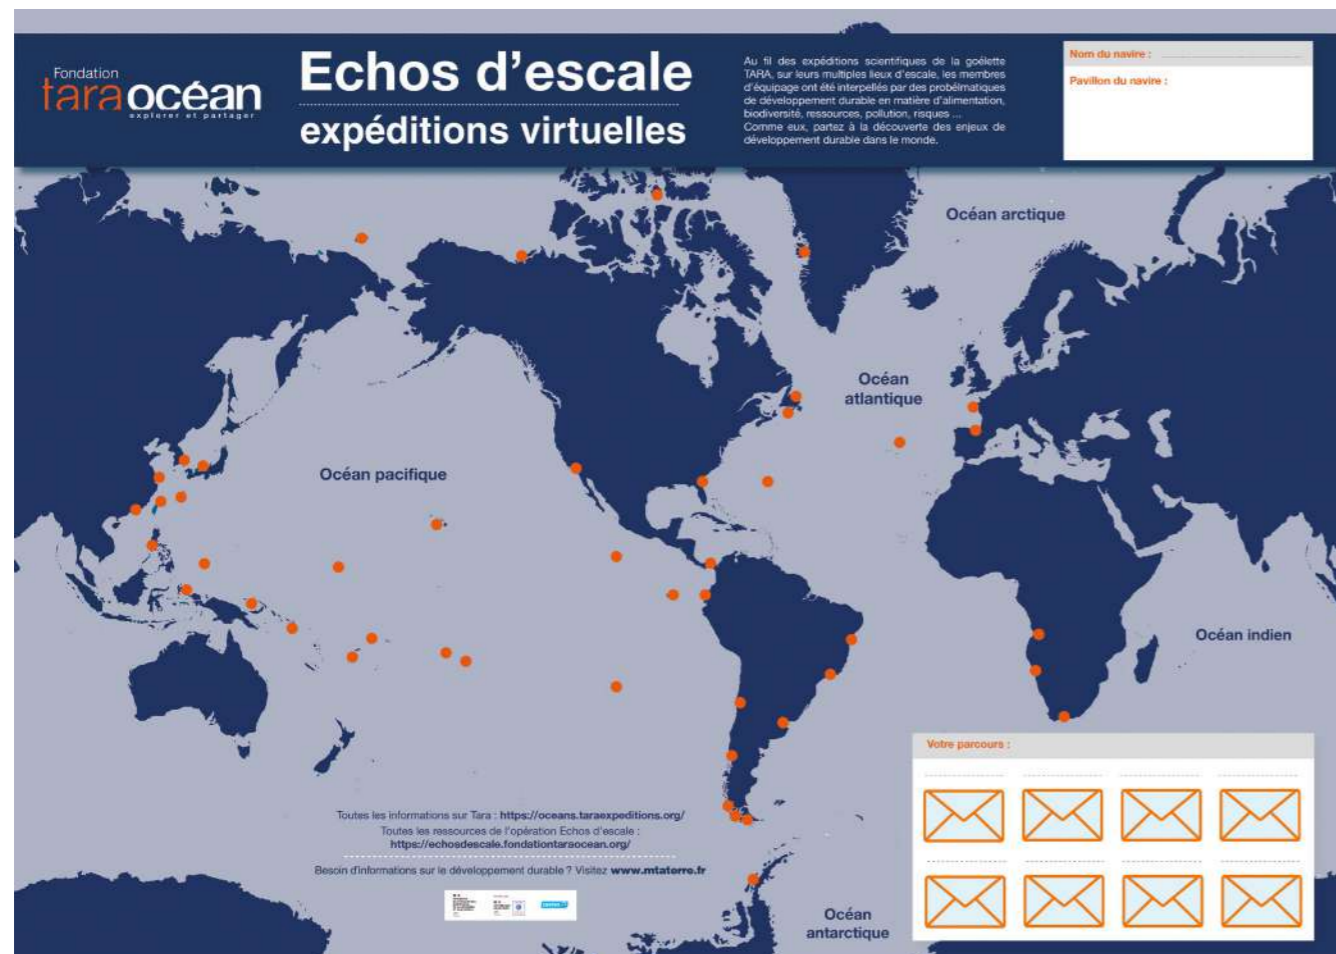 Fondation
tara océan
explorer et partager
Echos d'escale
expéditions virtuelles
Au fil des expéditions scientifiques de la goélette
TARA, sur leurs multiples lieux d'escale, les membres
d'équipage ont été interpellés par des probélmatiques
de développement durable en matière d'alimentation,
biodiversité, ressources, pollution, risques ...
Comme eux, partez à la découverte des enjeux de
développement durable dans le monde.
Nom du navire :
Pavillon du navire :
Océan arctique
Océan
atlantique
Océan pacifique
Océan indien
Votre parcours :
Toutes les informations sur Tara : https://oceans.taraexpeditions.org/
Toutes les ressources de l'opération Echos d'escale :
https://echosdescale.fondationtaraocean.org/
Besoin d'informations sur le développement durable ? Visitez www.mtaterre.fr
Océan
antarctique